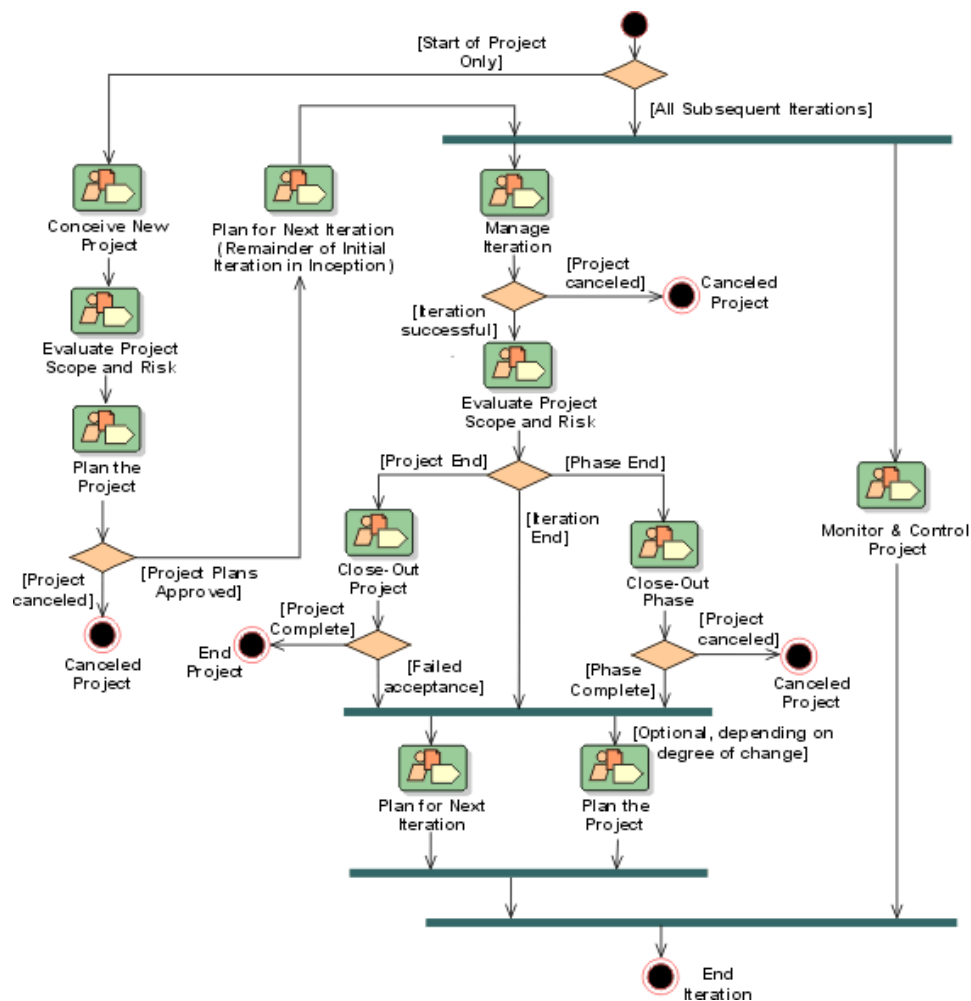 [Start of Project
Only]
[All Subsequent Iterations]
Conceive New
Project
Plan for Next Iteration
(Remainder of Initial
Iteration in Inception)
Manage
Iteration
[Project
canceled]
Canceled
Project
[Iteration
successful]
Evaluate Project
Scope and Risk
Evaluate Project
Scope and Risk
Plan the
Project
[Project End]
[Phase End]
[Iteration
End]
Monitor & Control
Project
[Project
canceled]
[Project Plans
Approved]
Canceled
Project
Close-Out
Project
Close-Out
Phase
[Project
Complete]
End
Project
[Failed
acceptance]
[Project
canceled]
[Phase
Complete]
Canceled
Project
[Optional, depending on
degree of change]
Plan for Next
Iteration
Plan the
Project
End
Iteration